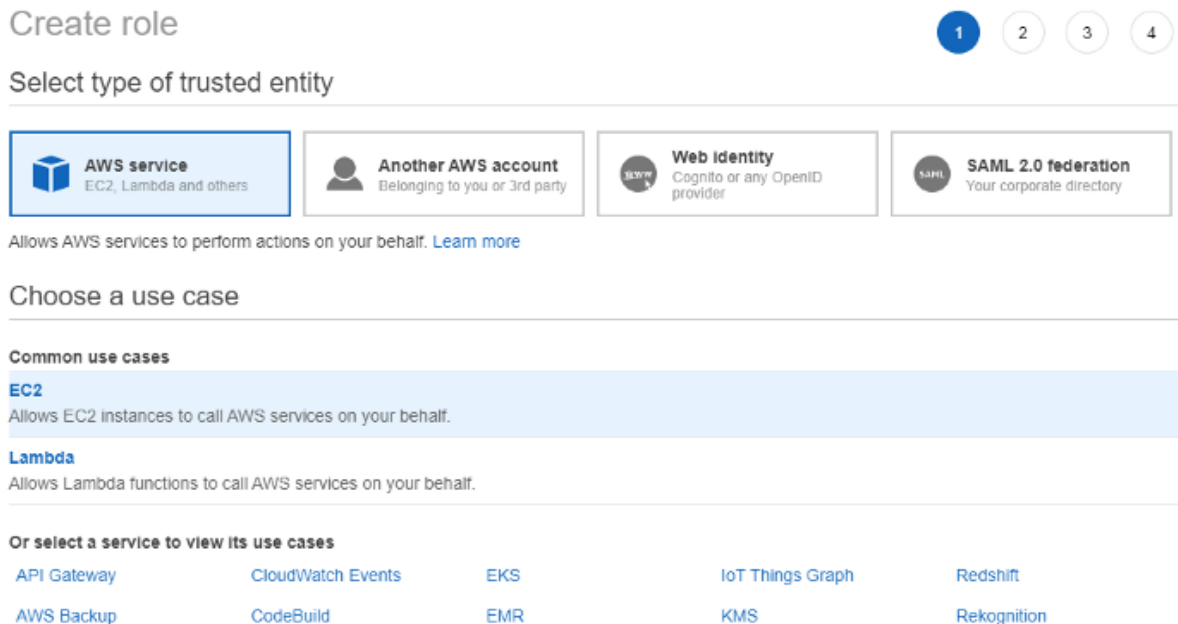 Create role
1 2 3 4
Select type of trusted entity
AWS service
EC2, Lambda and others
Another AWS account
Belonging to you or 3rd party
Web identity
Cognito or any OpenID
provider
SAML
SAML 2.0 federation
Your corporate directory
Allows AWS services to perform actions on your behalf. Learn more
Choose a use case
Common use cases
EC2
Allows EC2 instances to call AWS services on your behalf.
Lambda
Allows Lambda functions to call AWS services on your behalf.
Or select a service to view its use cases
API Gateway CloudWatch Events EKS IoT Things Graph Redshift
AWS Backup CodeBuild EMR KMS Rekognition